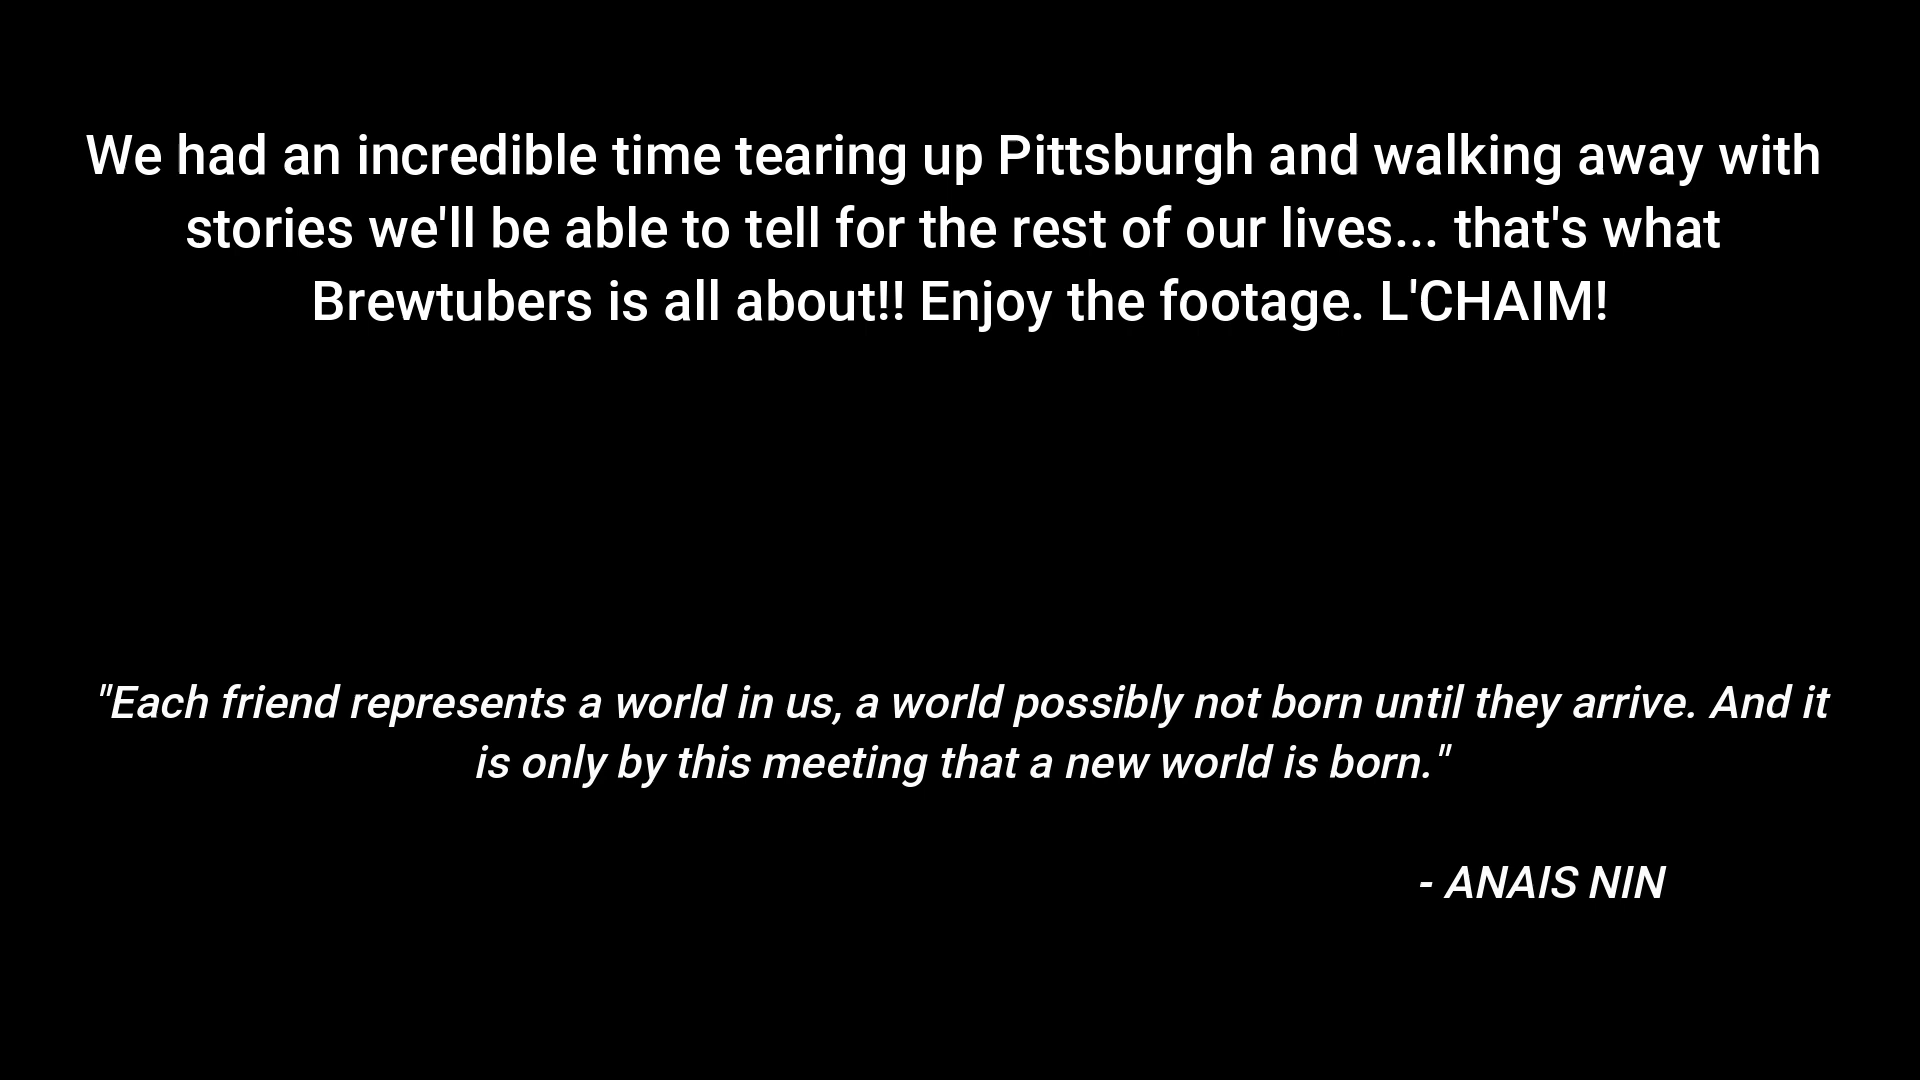 We had an incredible time tearing up Pittsburgh and walking away with
stories we'll be able to tell for the rest of our lives... that's what
Brewtubers is all about!! Enjoy the footage. L'CHAIM!
"Each friend represents a world in us, a world possibly not born until they arrive. And it
is only by this meeting that a new world is born."
- ANAIS NIN